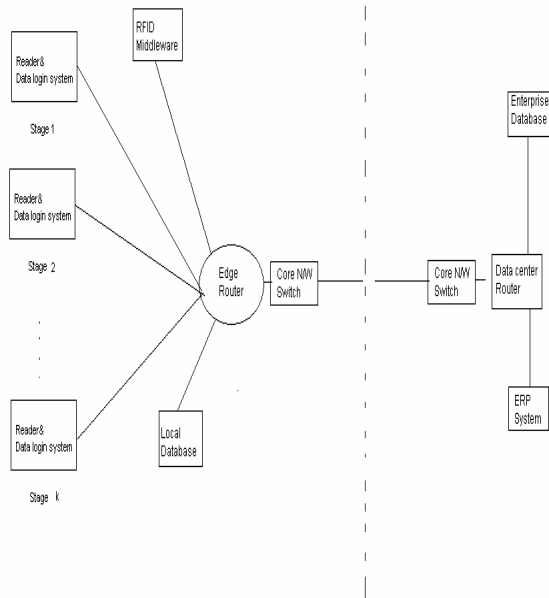 RFID
Middleware
Reader&
Data login system
Stage 1
Reader&
Data login system
Stage 2
Reader&
Data login system
Stage k
Edge
Router
Local
Database
Core N/W
Switch
Core N/W
Switch
Data center
Router
Enterprise
Database
ERP
System